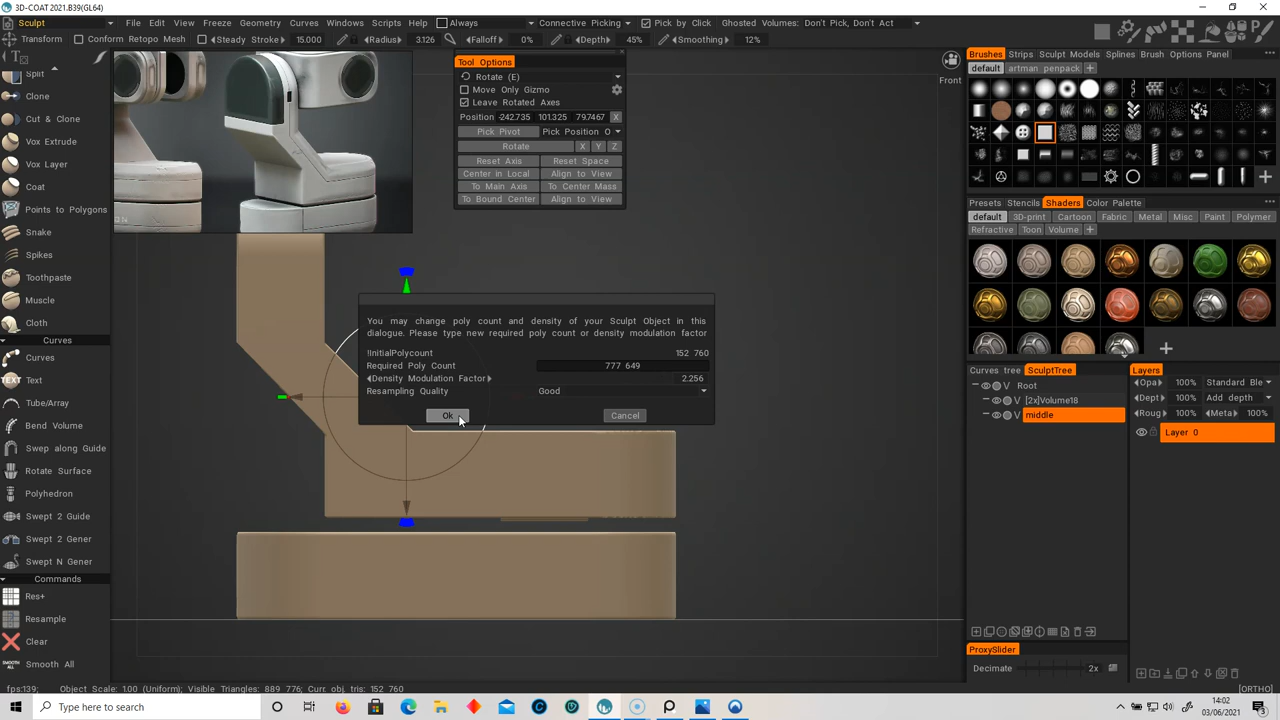 3D-COAT 2021.B39(GL64)
Sculpt File Edit Windows Freeze Geometry Curves Windows Scripts Help Always Connective Picking Pick by Click Ghosted Volumes: Don't Pick, Don't Act
Transform Conform Retopo Mesh Steady Stroke 15.000 Radius 3.126 Falloff 0% Depth 45% Smoothing 12%
Split
Clone
Cut & Clone
Vox Extrude
Vox Layer
Coat
Points to Polygons
Snake
Spikes
Toothpaste
Muscle
Cloth
Curves
Curves
TEXT Text
Tube/Array
Bend Volume
Swep along Guide
Rotate Surface
Polyhedron
Swept 2 Guide
Swept 2 Gener
Swept N Gener
Commands
Res+
Resample
Clear
SMOOTH ALL Smooth All
Tool Options
Rotate (E)
Move Only Gizmo
Leave Rotated Axes
Position -242.735 101.325 79.7467 X
Pick Pivot Pick Position O
Rotate X Y Z
Reset Axis Reset Space
Center in Local Align to View
To Main Axis To Center Mass
To Bound Center Align to View
Front
You may change poly count and density of your Sculpt Object in this
dialogue. Please type new required poly count or density modulation factor
!InitialPolycount 152 760
Required Poly Count 777 649
Density Modulation Factor 2.256
Resampling Quality Good
Ok Cancel
Brushes Strips Sculpt Models Splines Brush Options Panel
default artman penpack +
Presets Stencils Shaders Color Palette
default 3D-print Cartoon Fabric Metal Misc Paint Polymer
Refractive Toon Volume +
Curves tree SculptTree
Root
V [2x]Volume18
V middle
Layers
Opa 100% Standard Ble
Dept 100% Add depth
Roug 100% Meta 100%
Layer 0
ProxySlider
Decimate 2x
fps:139; Object Scale: 1.00 (Uniform); Visible Triangles: 889 776; Curr. obj. tris: 152 760
[ORTHO]
Type here to search
14:02
03/06/2021